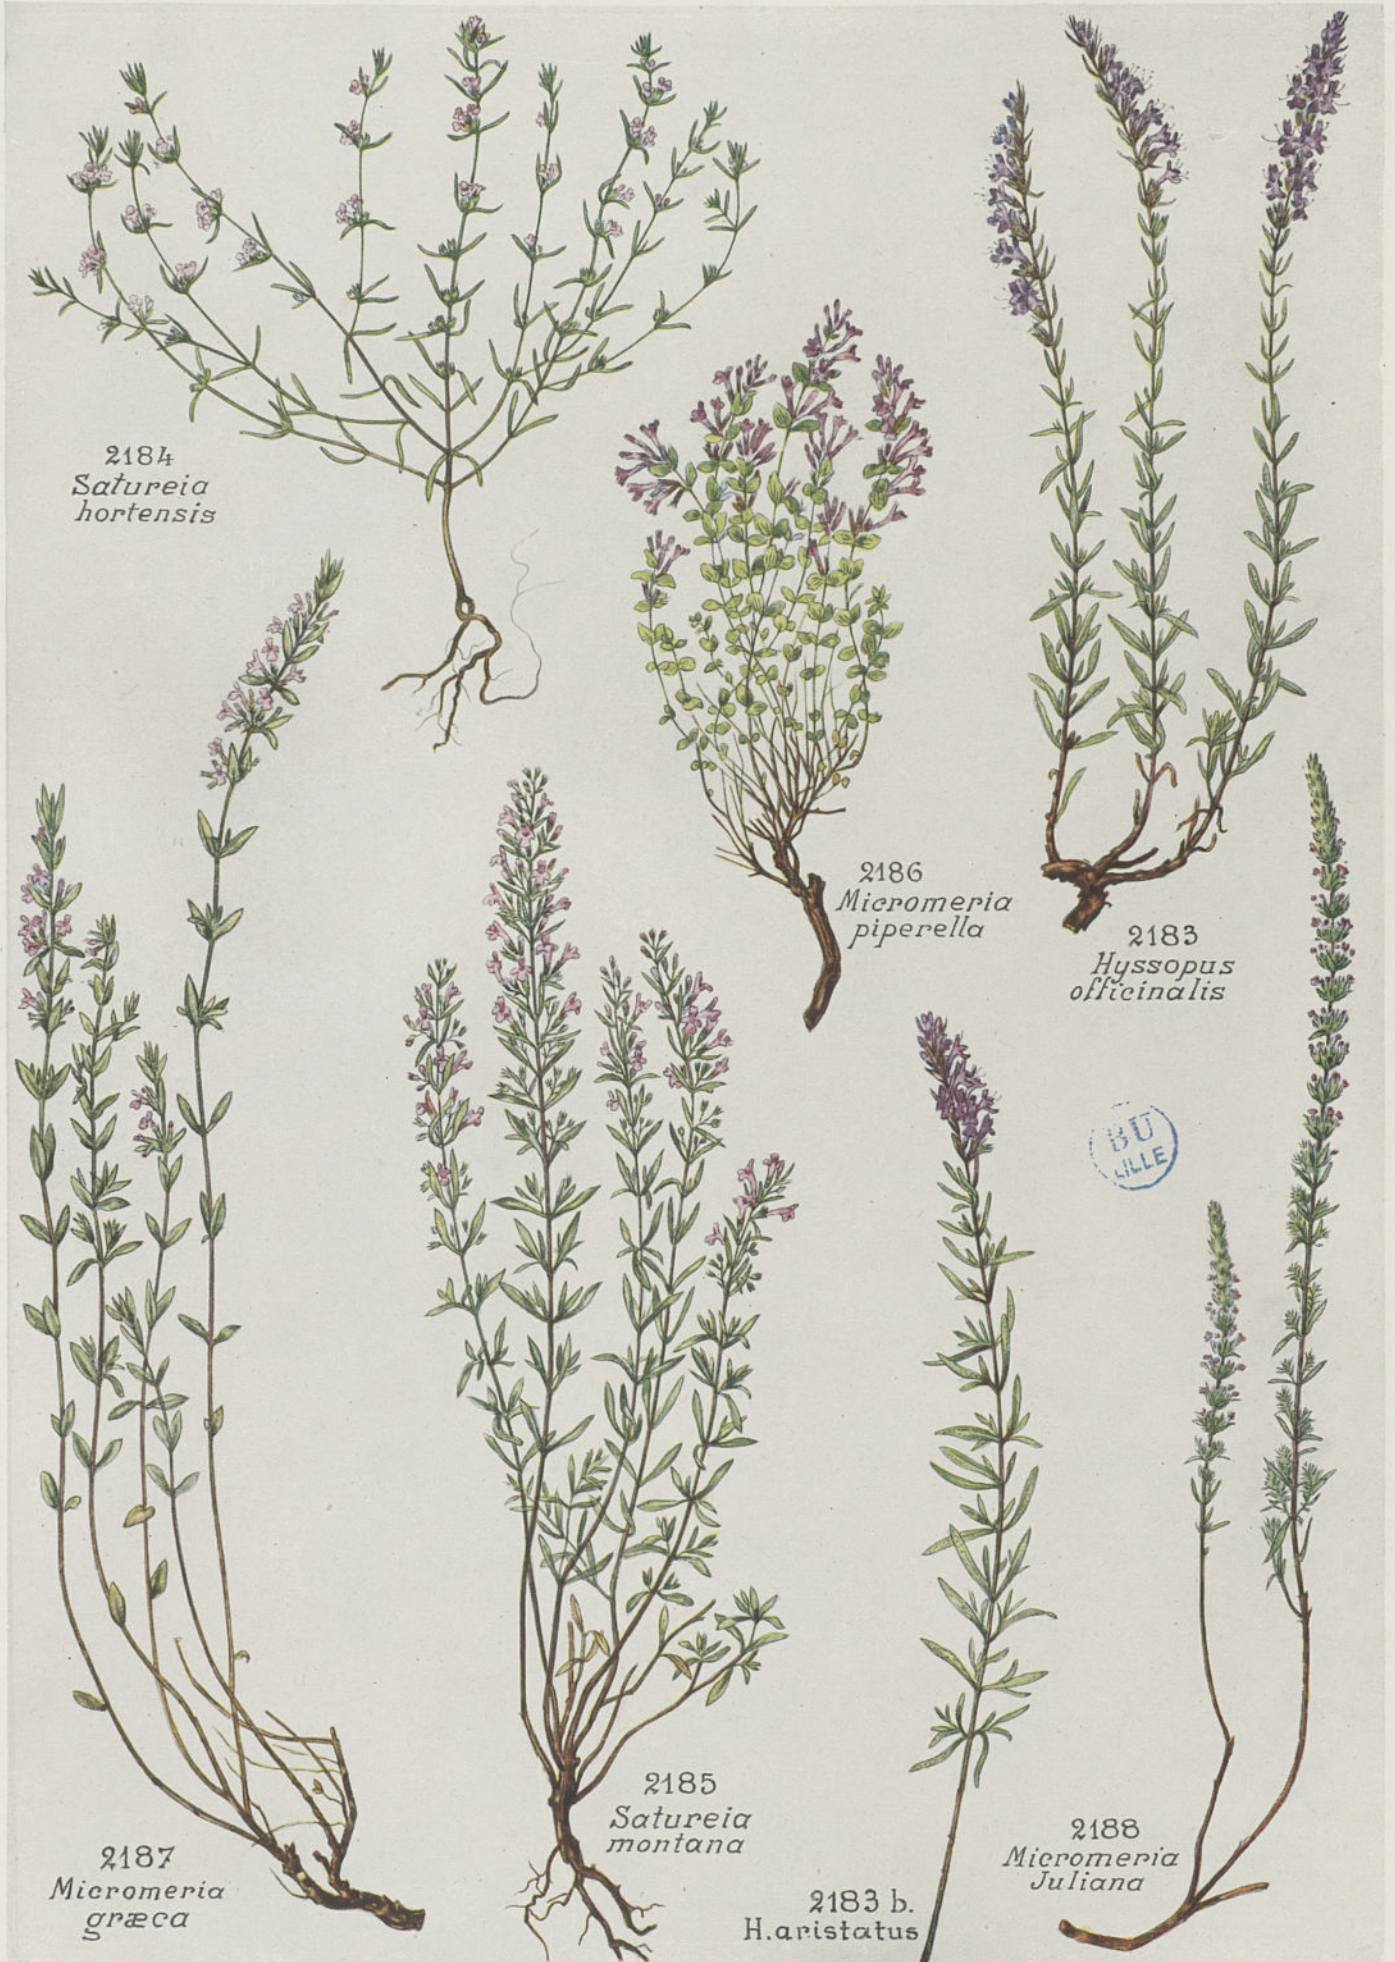 2184
Satureia
hortensis
2186
Micromeria
piperella
2183
Hyssopus
officinalis
BU
LILLE
2185
Satureia
montana
2187
Micromeria
græca
2183 b.
H. aristatus
2188
Micromeria
Juliana